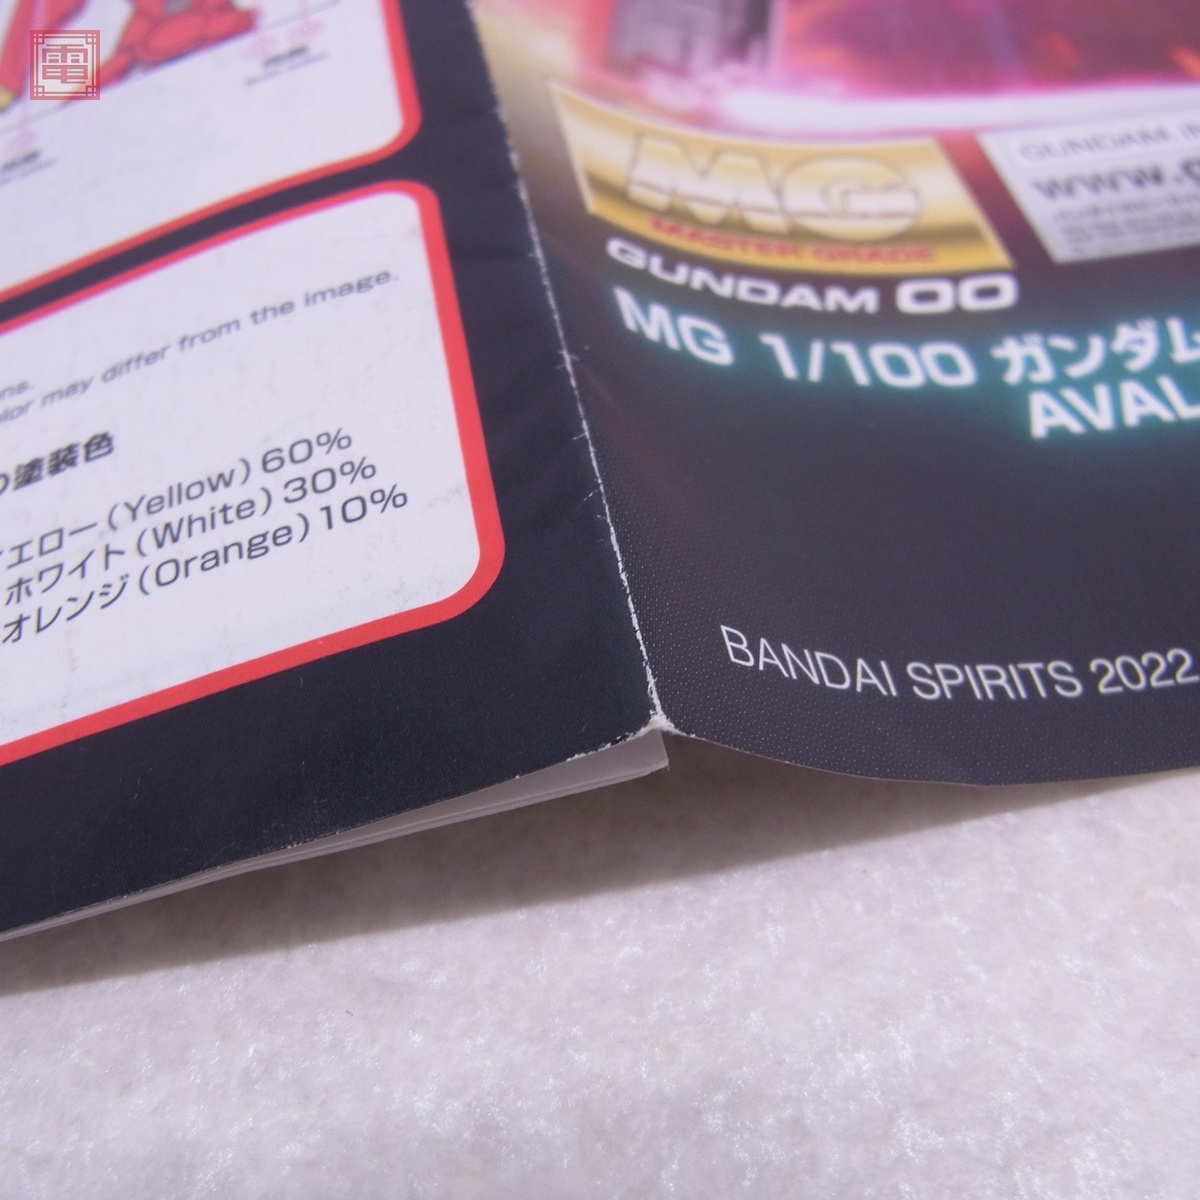 電
ns.
may differ from the image.
塗装色
エロー(Yellow)60%
ホワイト(White)30%
オレンジ(Orange)10%
MG
MASTER GRADE
GUNDAM 00
MG 1/100 ガンダム
AVAL
GUNDAM
www.
BANDAI SPIRITS 2022